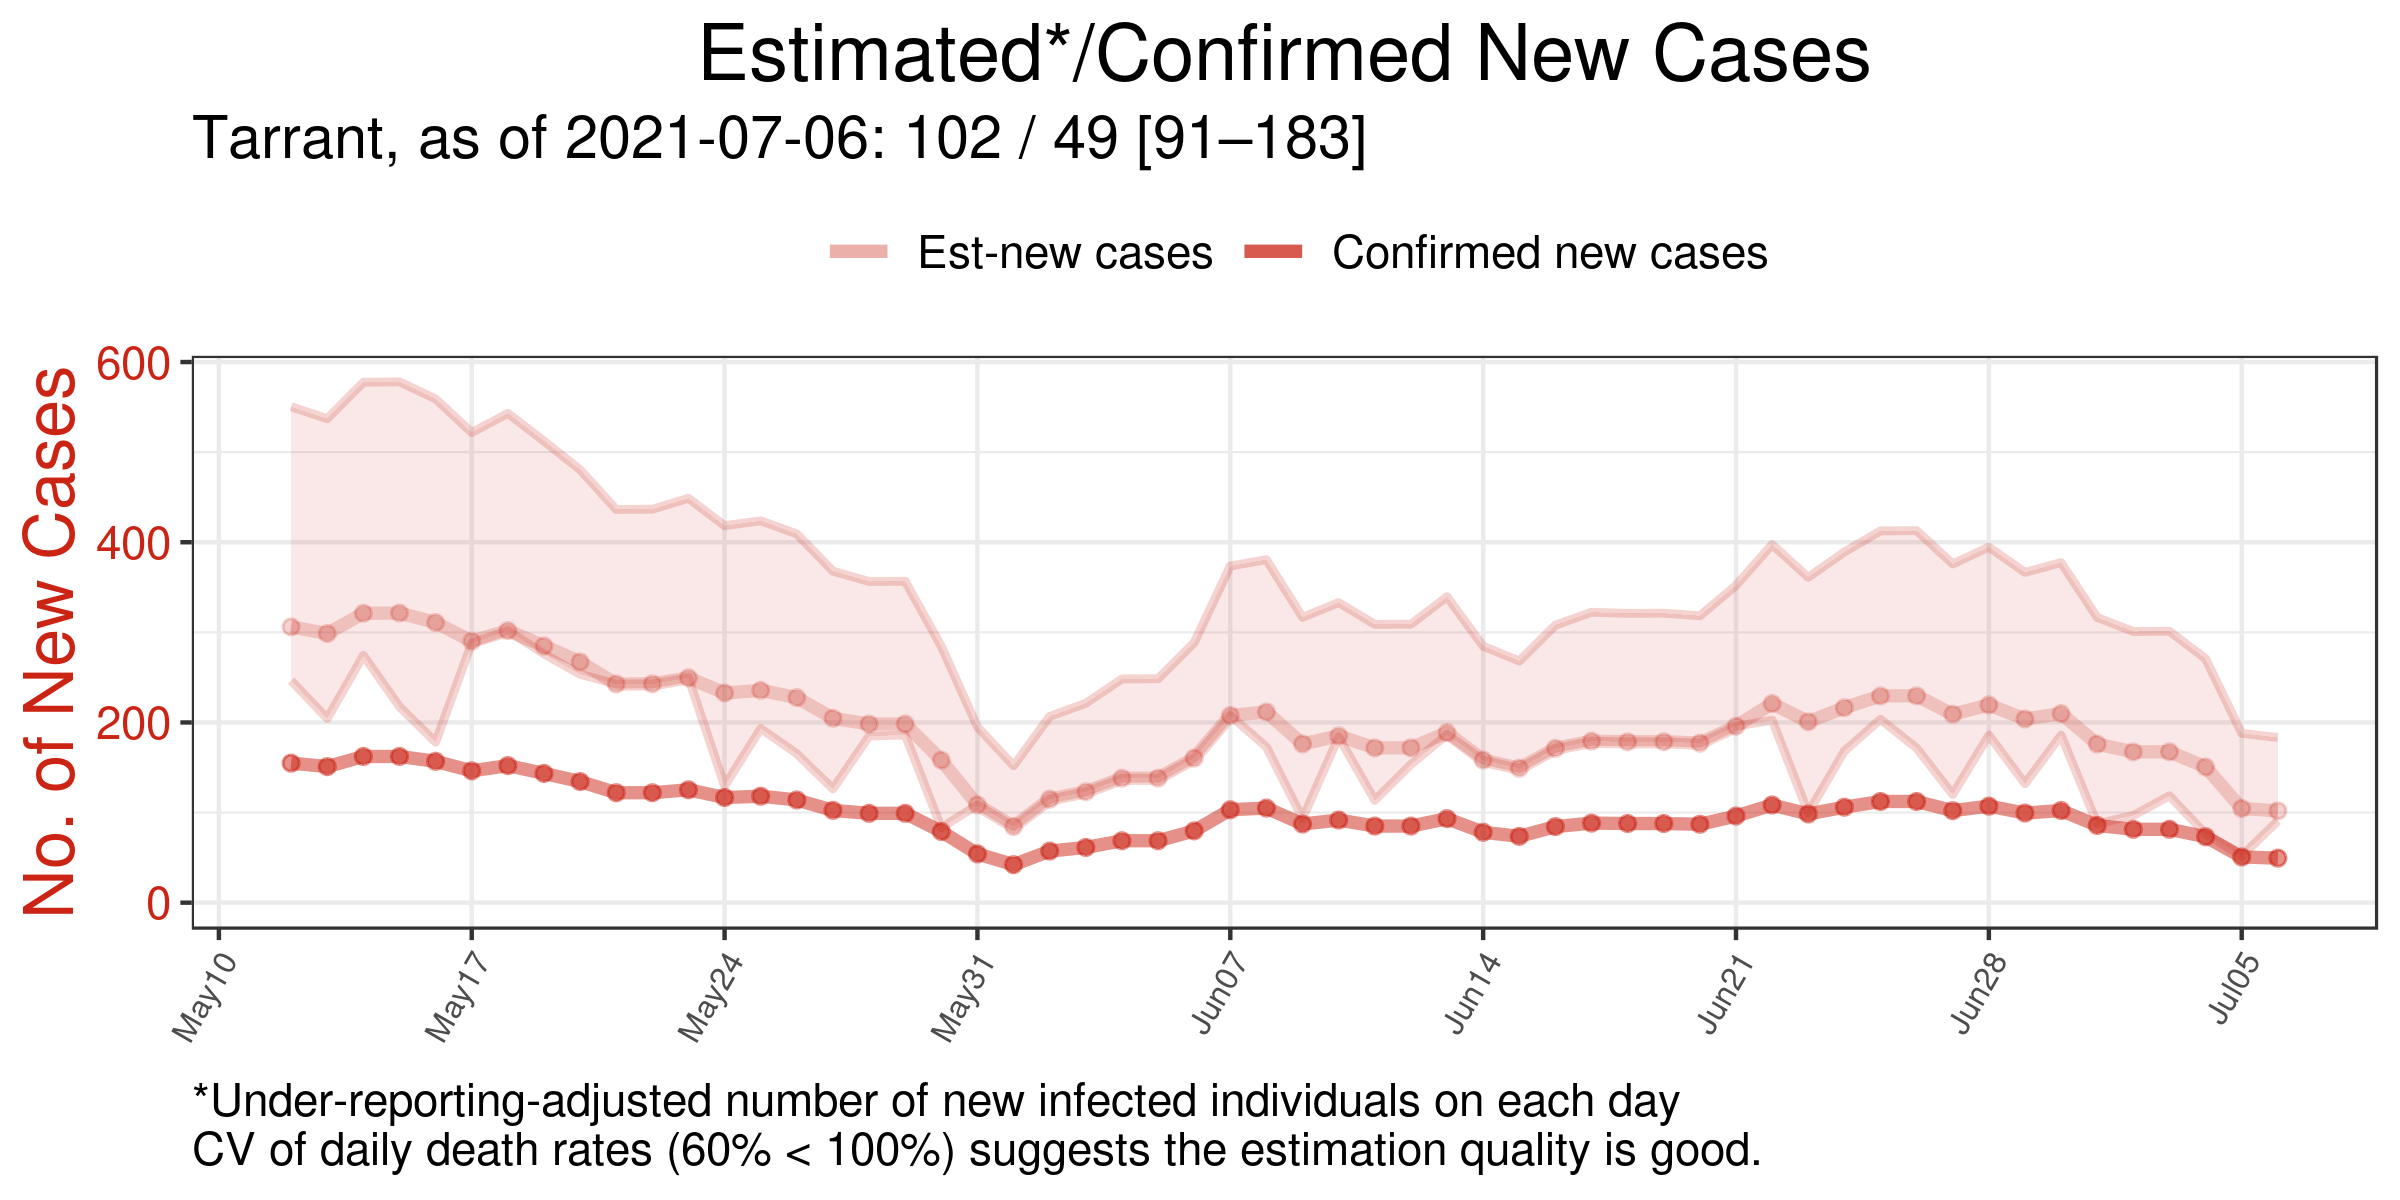 Estimated*/Confirmed New Cases
Tarrant, as of 2021-07-06: 102 / 49 [91–183]
Est-new cases Confirmed new cases
No. of New Cases
600
400
200
0
May10 May17 May24 May31 Jun07 Jun14 Jun21 Jun28 Jul05
*Under-reporting-adjusted number of new infected individuals on each day
CV of daily death rates (60% < 100%) suggests the estimation quality is good.